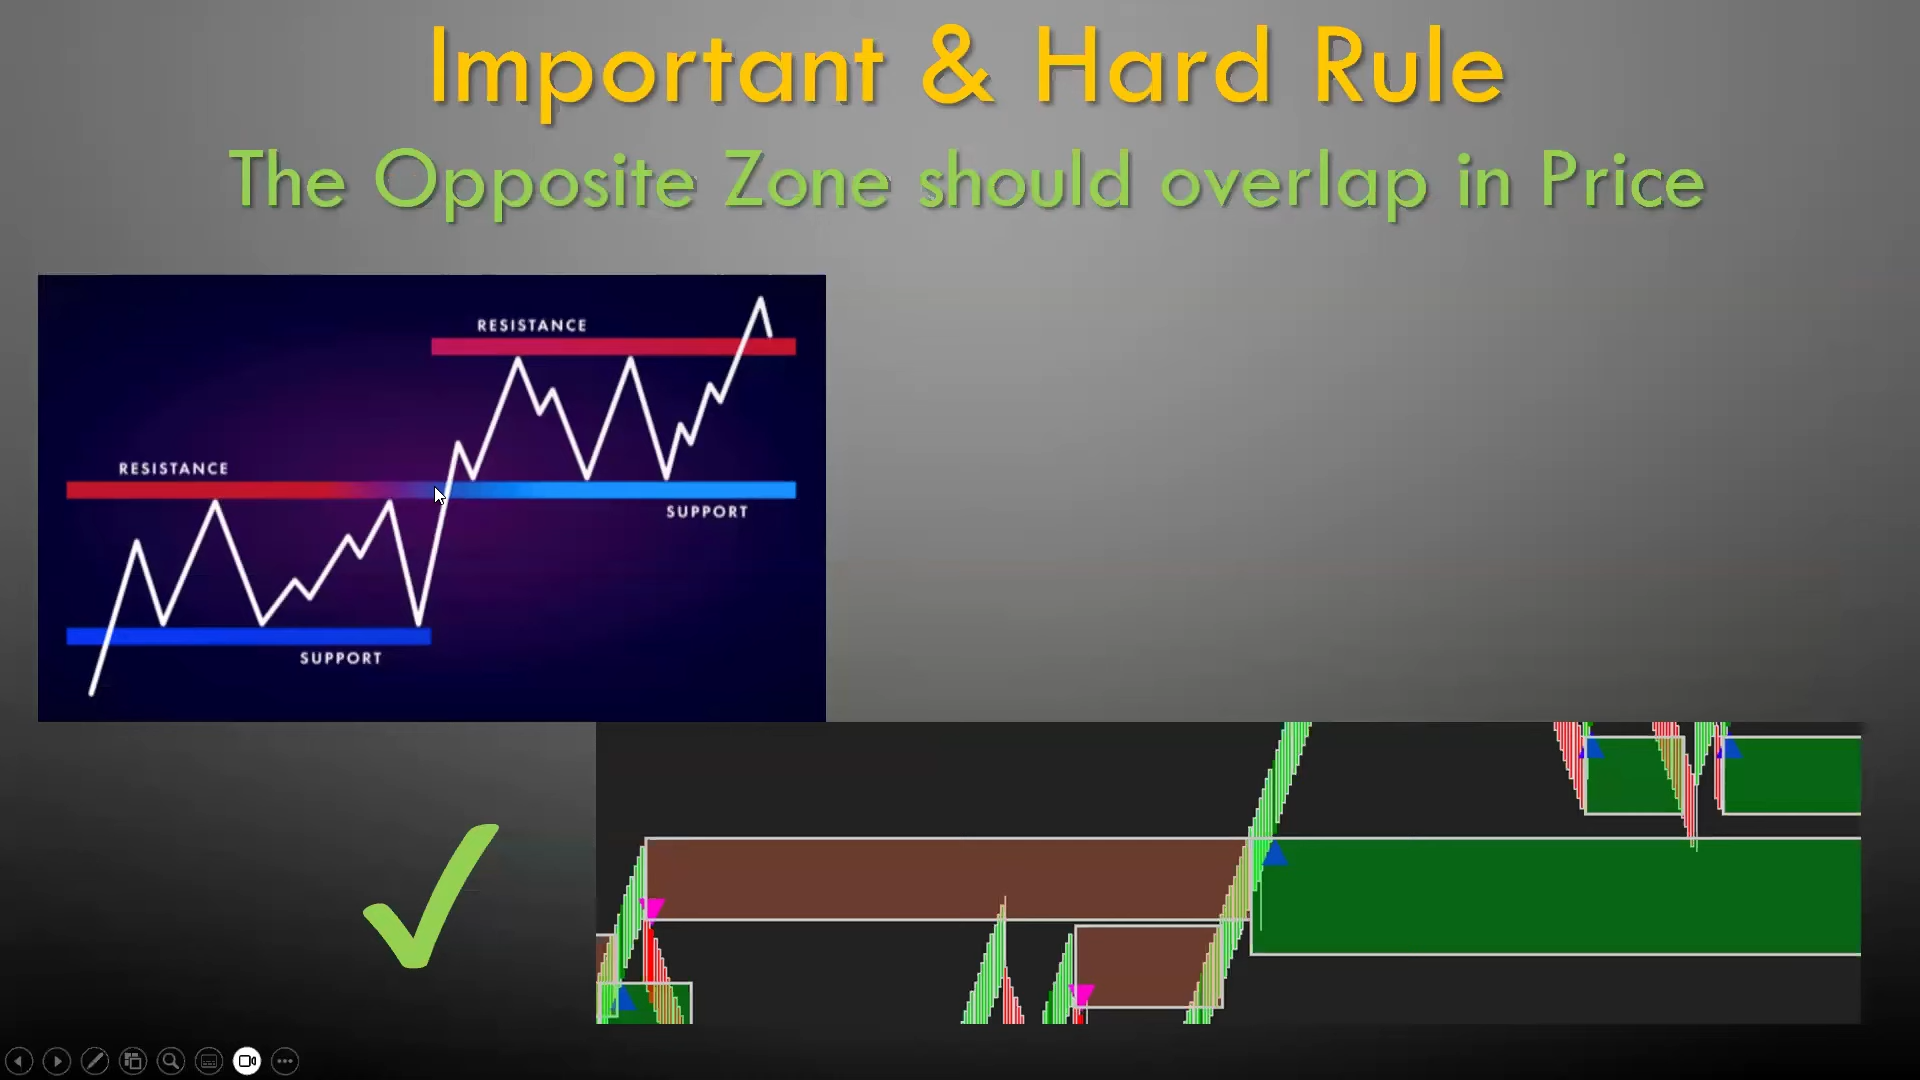 Important & Hard Rule
The Opposite Zone should overlap in Price
RESISTANCE
RESISTANCE
SUPPORT
SUPPORT